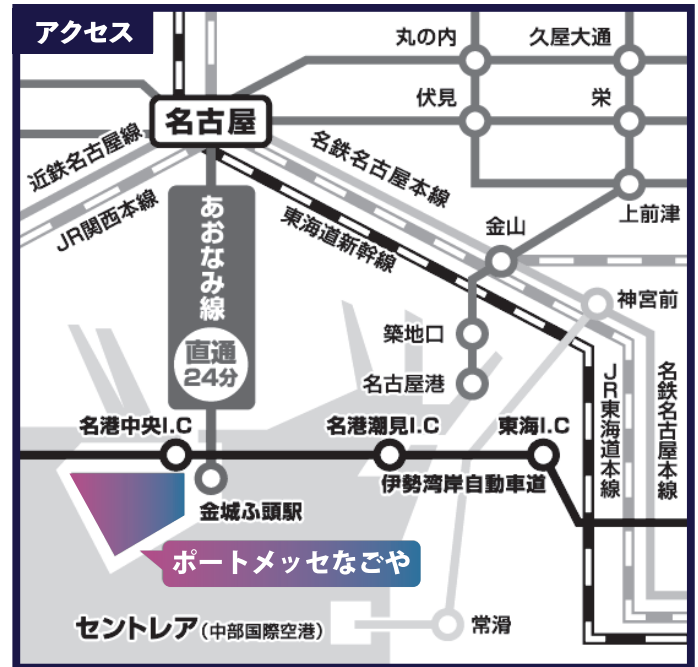 アクセス
丸の内
久屋大通
伏見
栄
名古屋
近鉄名古屋線
JR関西本線
名鉄名古屋本線
東海道新幹線
上前津
金山
神宮前
あおなみ線
直通
24分
築地口
名古屋港
JR東海道本線
名鉄名古屋本線
名港中央I.C
名港潮見I.C
東海I.C
伊勢湾岸自動車道
金城ふ頭駅
ポートメッセなごや
セントレア(中部国際空港)
常滑